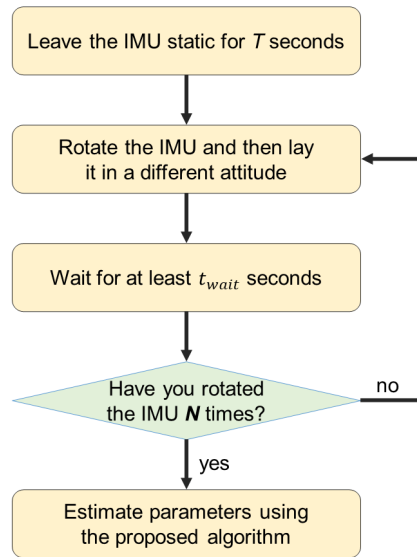 Leave the IMU static for T seconds
Rotate the IMU and then lay
it in a different attitude
Wait for at least t_wait seconds
Have you rotated
the IMU N times?
no
yes
Estimate parameters using
the proposed algorithm